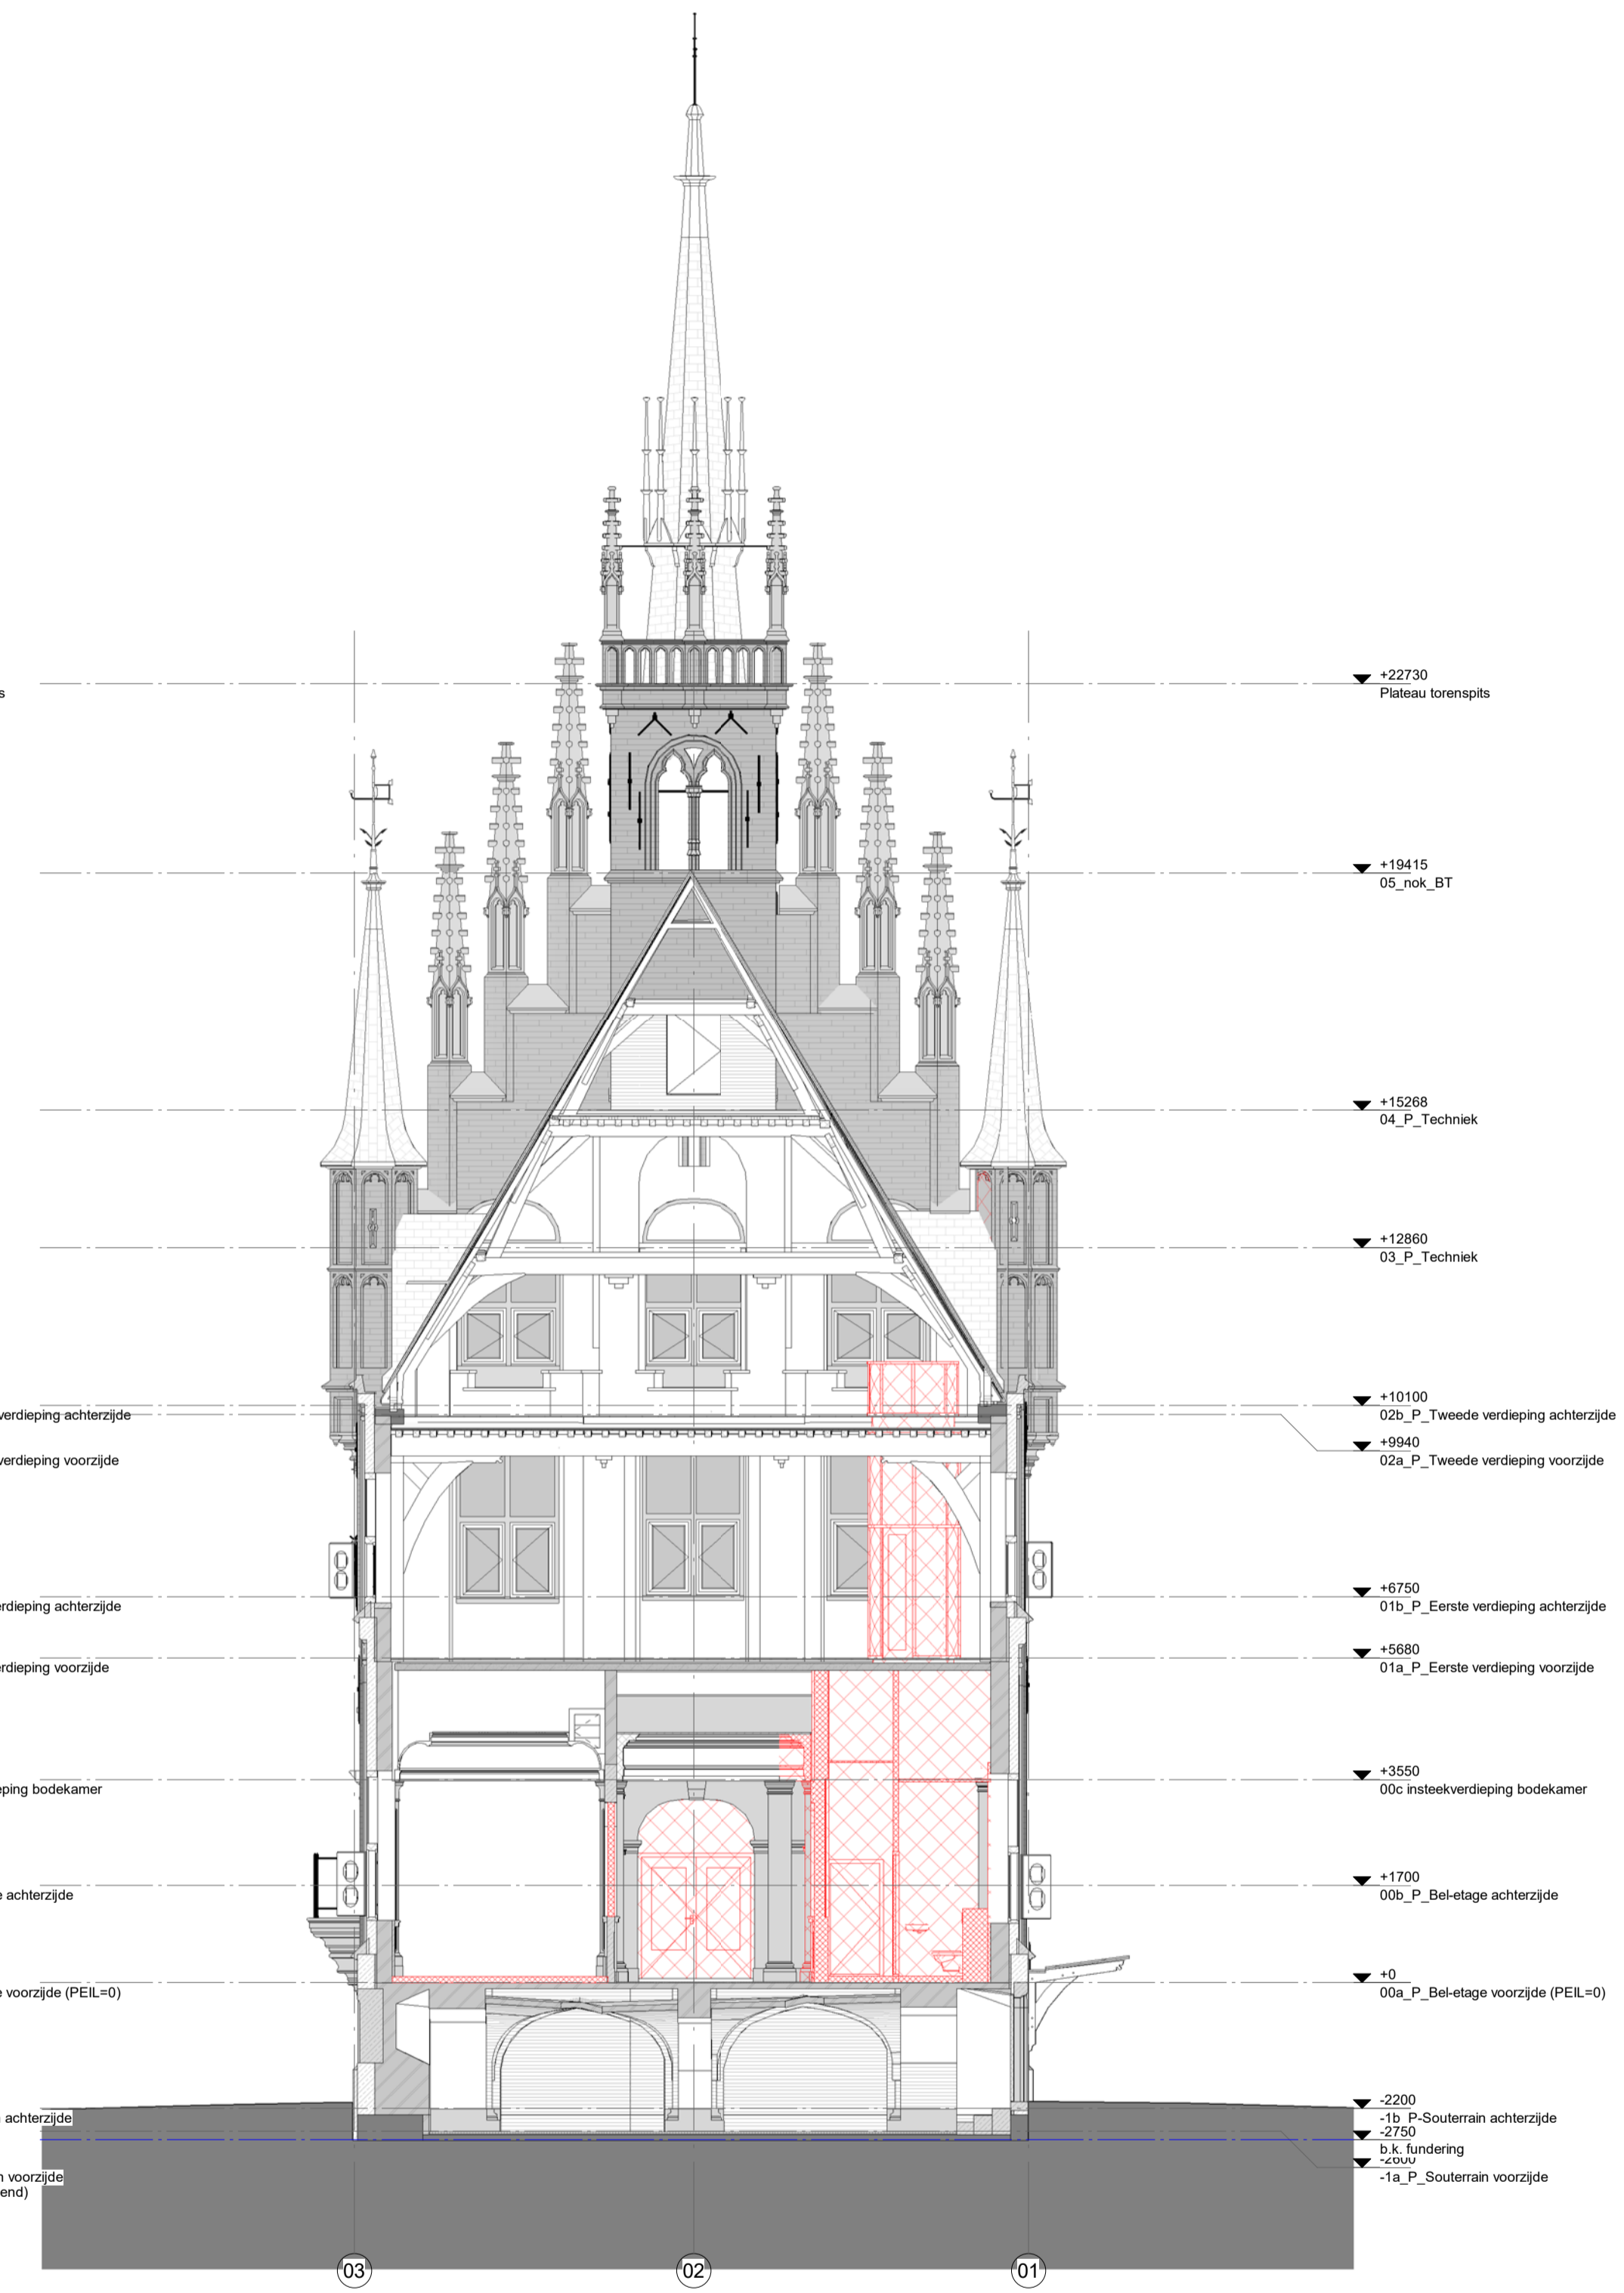 s
+22730
Plateau torenspits
+19415
05_nok_BT
+15268
04_P_Techniek
+12860
03_P_Techniek
verdieping achterzijde
+10100
02b_P_Tweede verdieping achterzijde
verdieping voorzijde
+9940
02a_P_Tweede verdieping voorzijde
erdieping achterzijde
+6750
01b_P_Eerste verdieping achterzijde
erdieping voorzijde
+5680
01a_P_Eerste verdieping voorzijde
eping bodekamer
+3550
00c insteekverdieping bodekamer
e achterzijde
+1700
00b_P_Bel-etage achterzijde
e voorzijde (PEIL=0)
+0
00a_P_Bel-etage voorzijde (PEIL=0)
n achterzijde
-2200
-1b_P-Souterrain achterzijde
-2750
b.k. fundering
-2600
n voorzijde
-1a_P_Souterrain voorzijde
end)
03
02
01